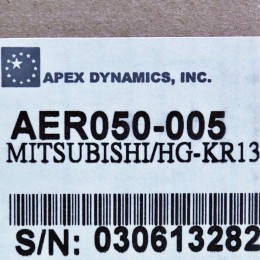 APEX DYNAMICS, INC.
AER050-005
MITSUBISHI/HG-KR13
S/N: 030613282